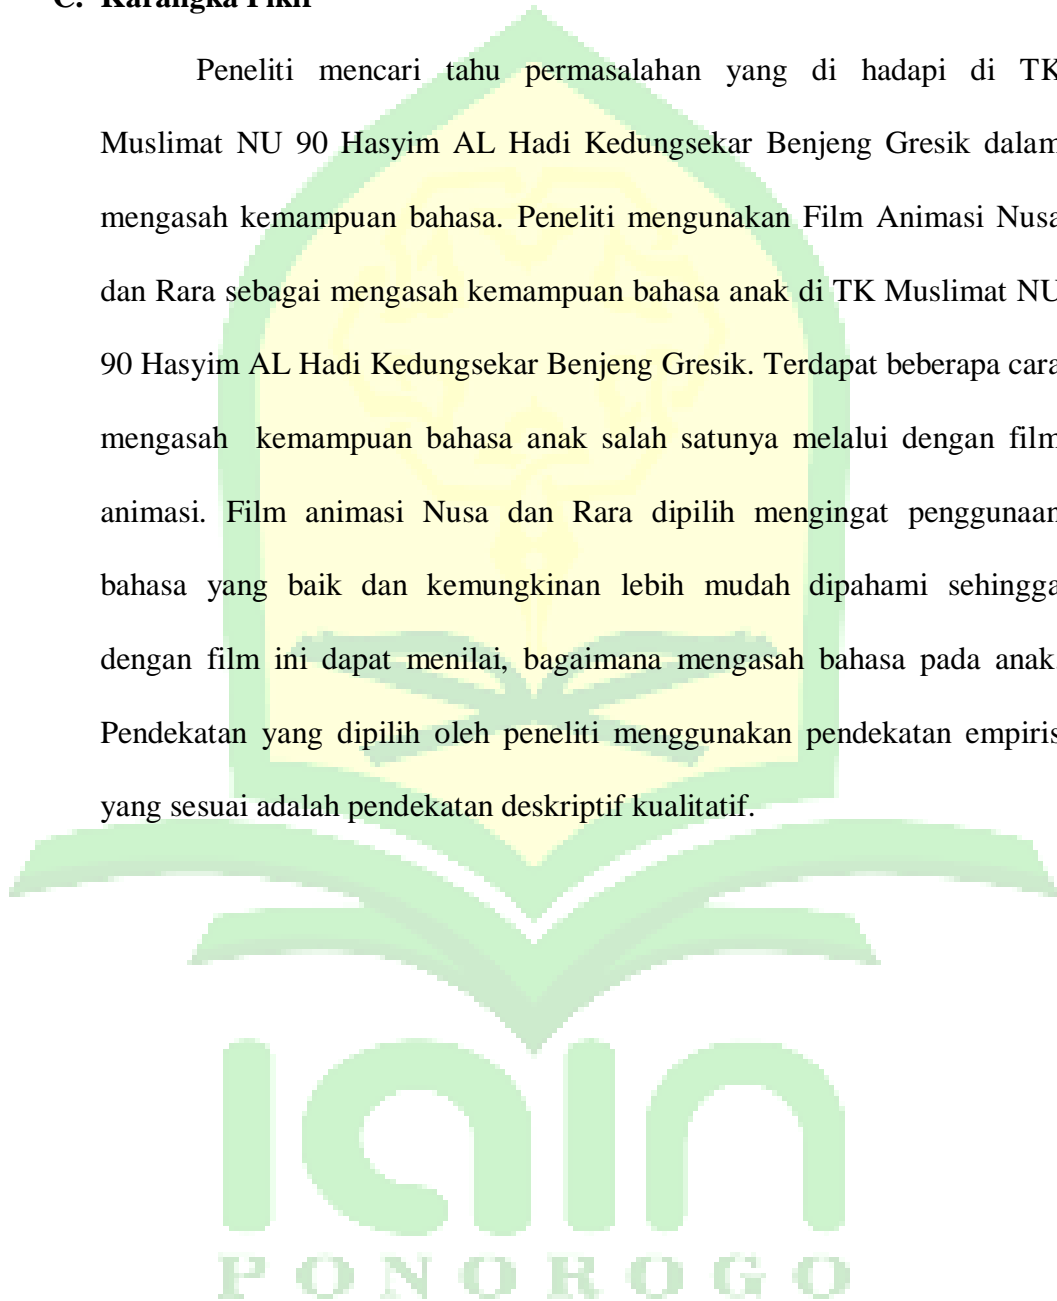 C. Karangka Fikir
Peneliti mencari tahu permasalahan yang di hadapi di TK
Muslimat NU 90 Hasyim AL Hadi Kedungsekar Benjeng Gresik dalam
mengasah kemampuan bahasa. Peneliti mengunakan Film Animasi Nusa
dan Rara sebagai mengasah kemampuan bahasa anak di TK Muslimat NU
90 Hasyim AL Hadi Kedungsekar Benjeng Gresik. Terdapat beberapa cara
mengasah kemampuan bahasa anak salah satunya melalui dengan film
animasi. Film animasi Nusa dan Rara dipilih mengingat penggunaan
bahasa yang baik dan kemungkinan lebih mudah dipahami sehingga
dengan film ini dapat menilai, bagaimana mengasah bahasa pada anak.
Pendekatan yang dipilih oleh peneliti menggunakan pendekatan empiris
yang sesuai adalah pendekatan deskriptif kualitatif.
iain
PONOROGO